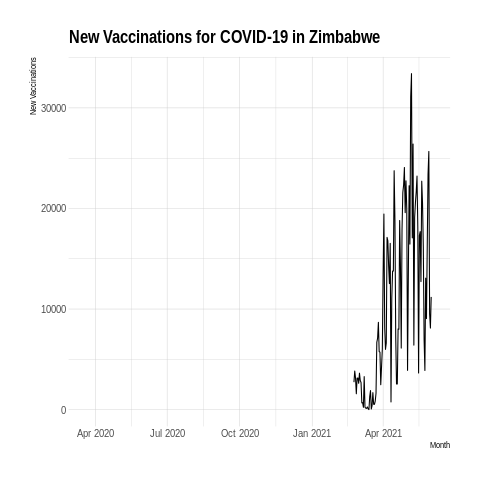 New Vaccinations for COVID-19 in Zimbabwe
New Vaccinations
30000
20000
10000
0
Apr 2020 Jul 2020 Oct 2020 Jan 2021 Apr 2021
Month